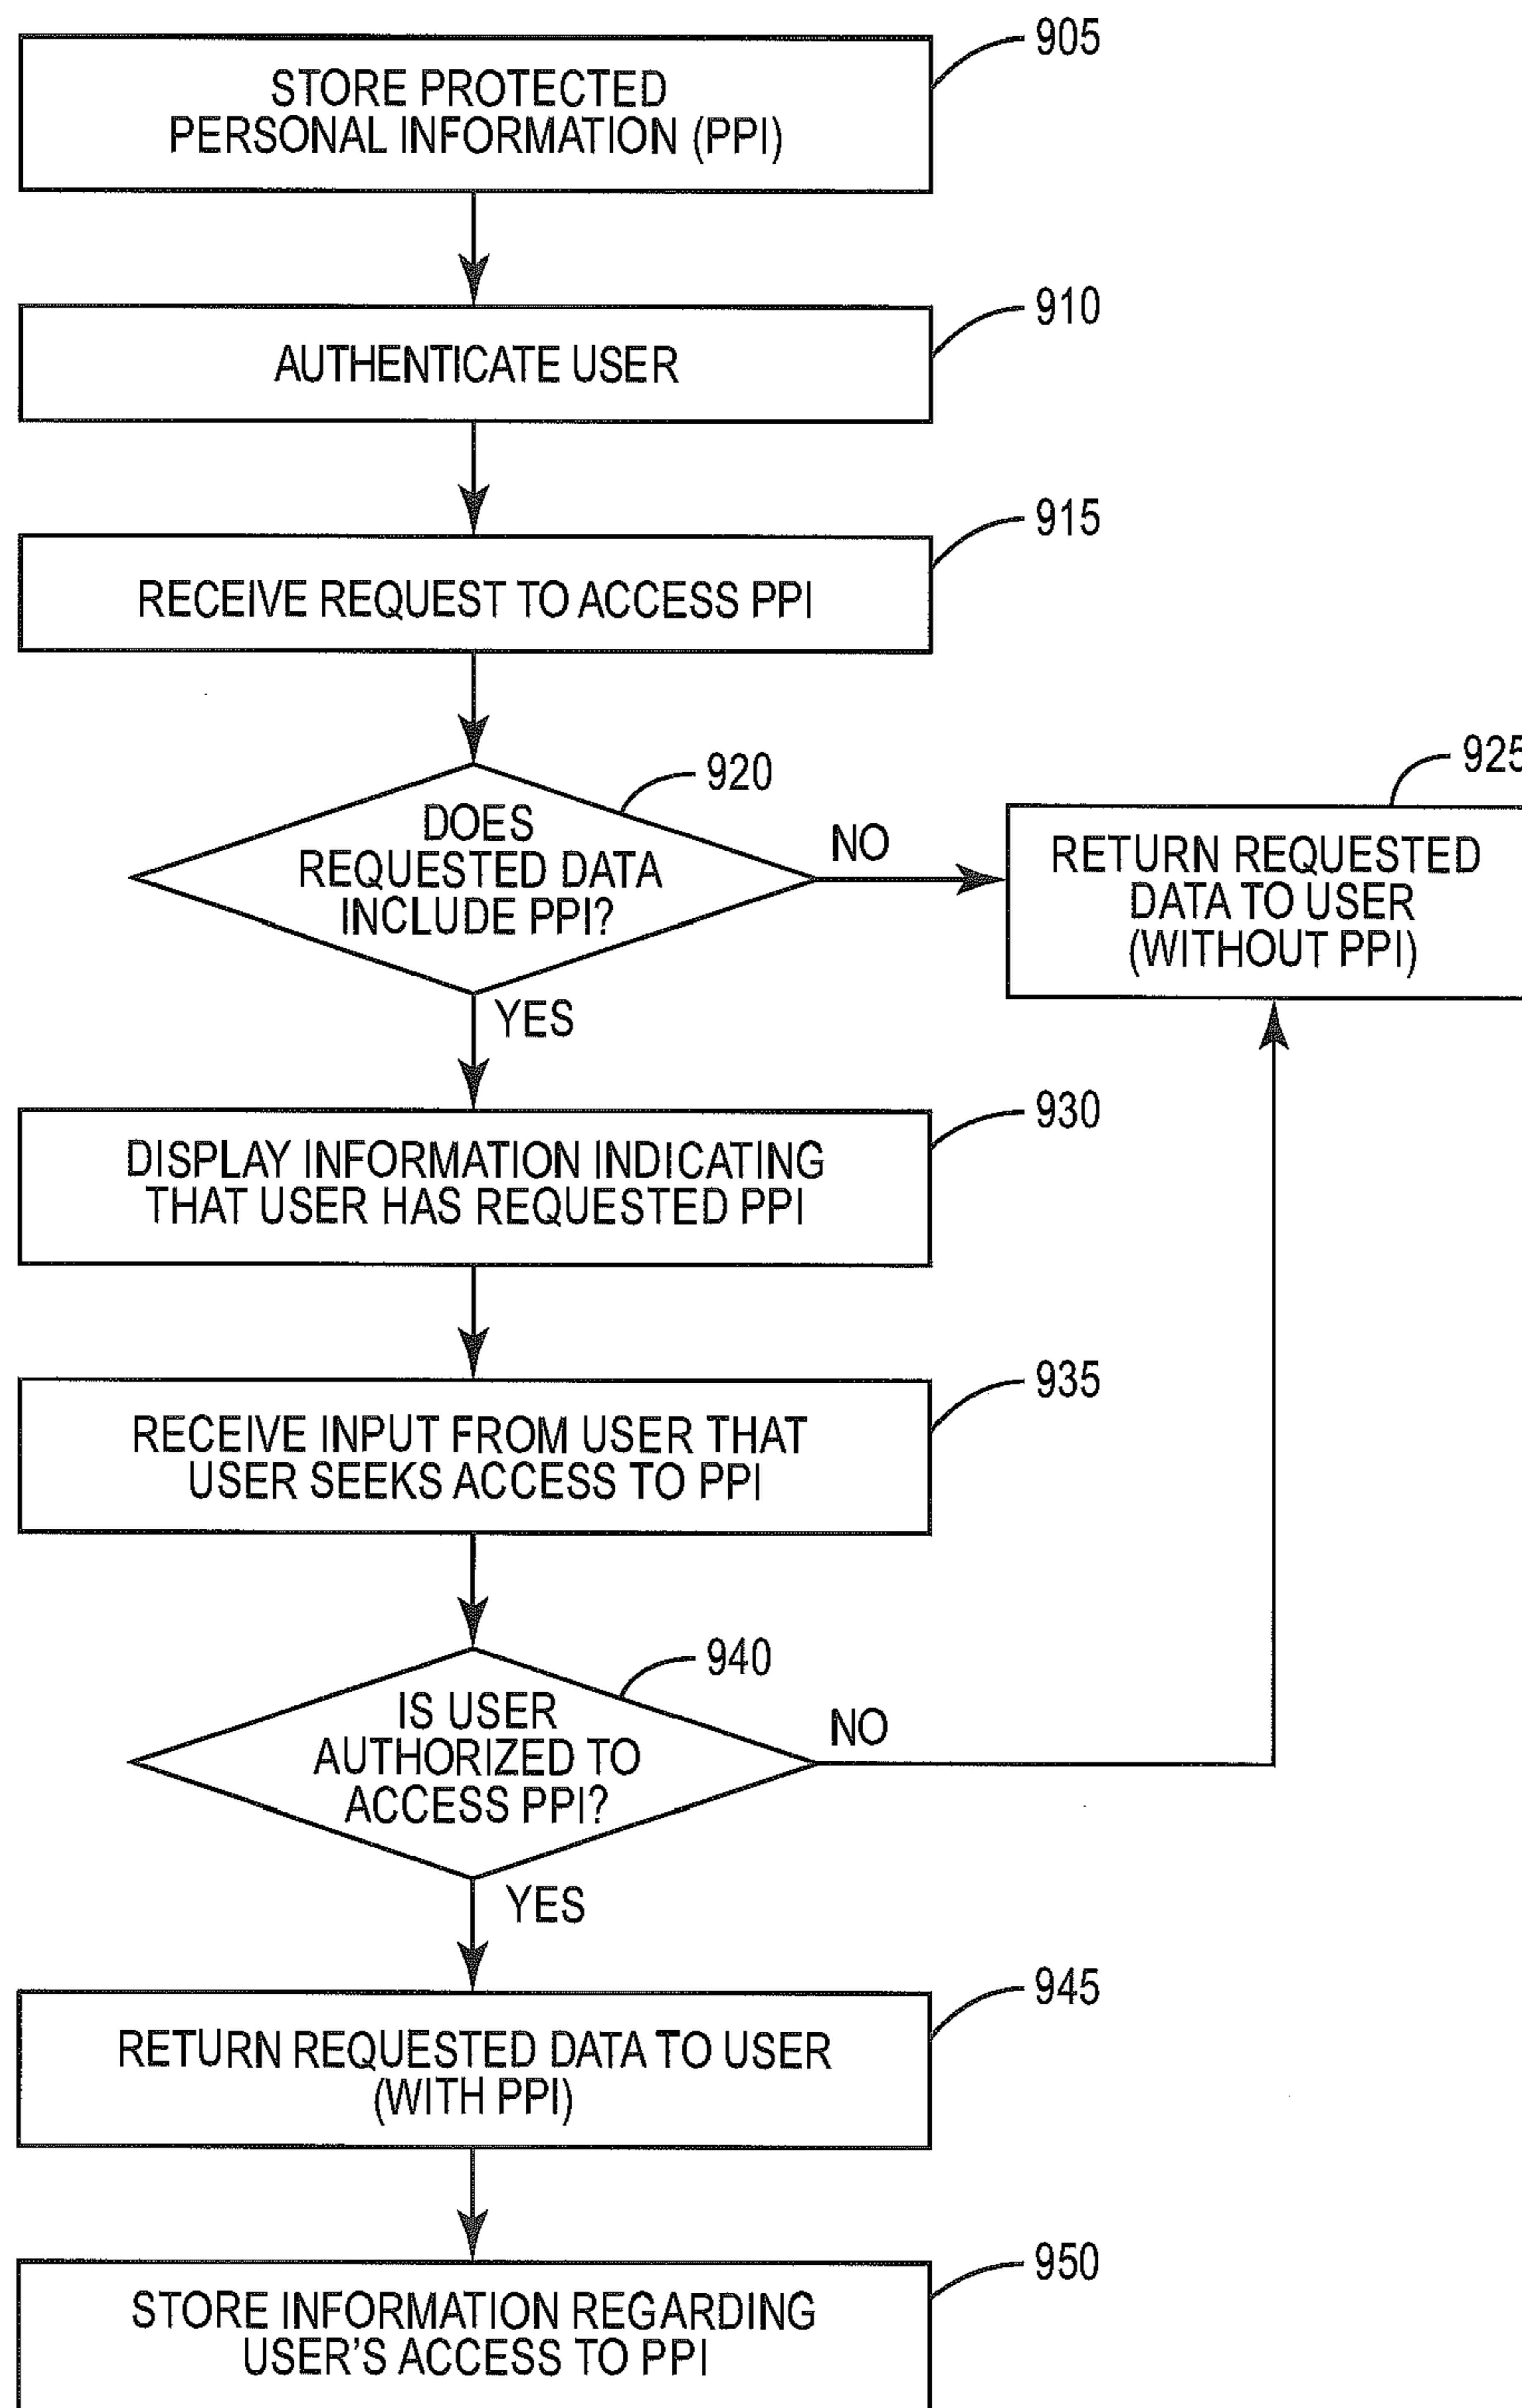 905
STORE PROTECTED
PERSONAL INFORMATION (PPI)
910
AUTHENTICATE USER
915
RECEIVE REQUEST TO ACCESS PPI
920
DOES
REQUESTED DATA
INCLUDE PPI?
NO
925
RETURN REQUESTED
DATA TO USER
(WITHOUT PPI)
YES
930
DISPLAY INFORMATION INDICATING
THAT USER HAS REQUESTED PPI
935
RECEIVE INPUT FROM USER THAT
USER SEEKS ACCESS TO PPI
940
IS USER
AUTHORIZED TO
ACCESS PPI?
NO
YES
945
RETURN REQUESTED DATA TO USER
(WITH PPI)
950
STORE INFORMATION REGARDING
USER'S ACCESS TO PPI